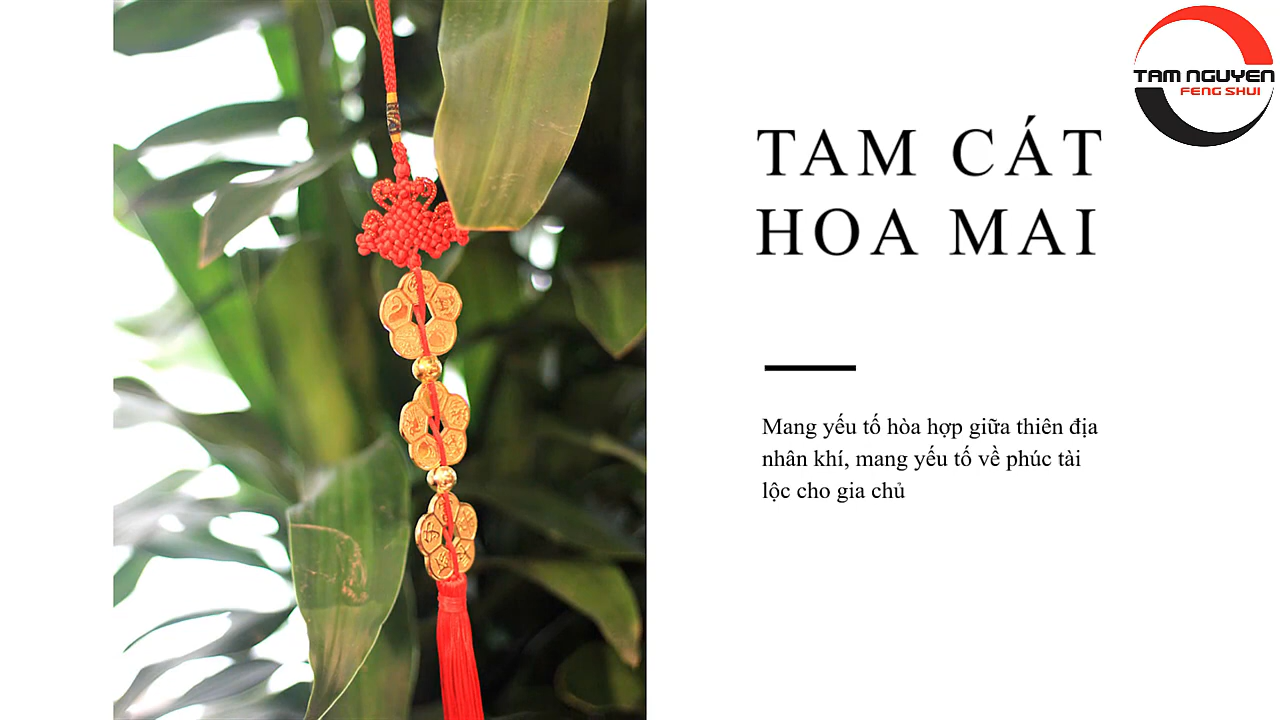 TAM NGUYEN
FENG SHUI
TAM CÁT
HOA MAI
Mang yếu tố hòa hợp giữa thiên địa
nhân khí, mang yếu tố về phúc tài
lộc cho gia chủ